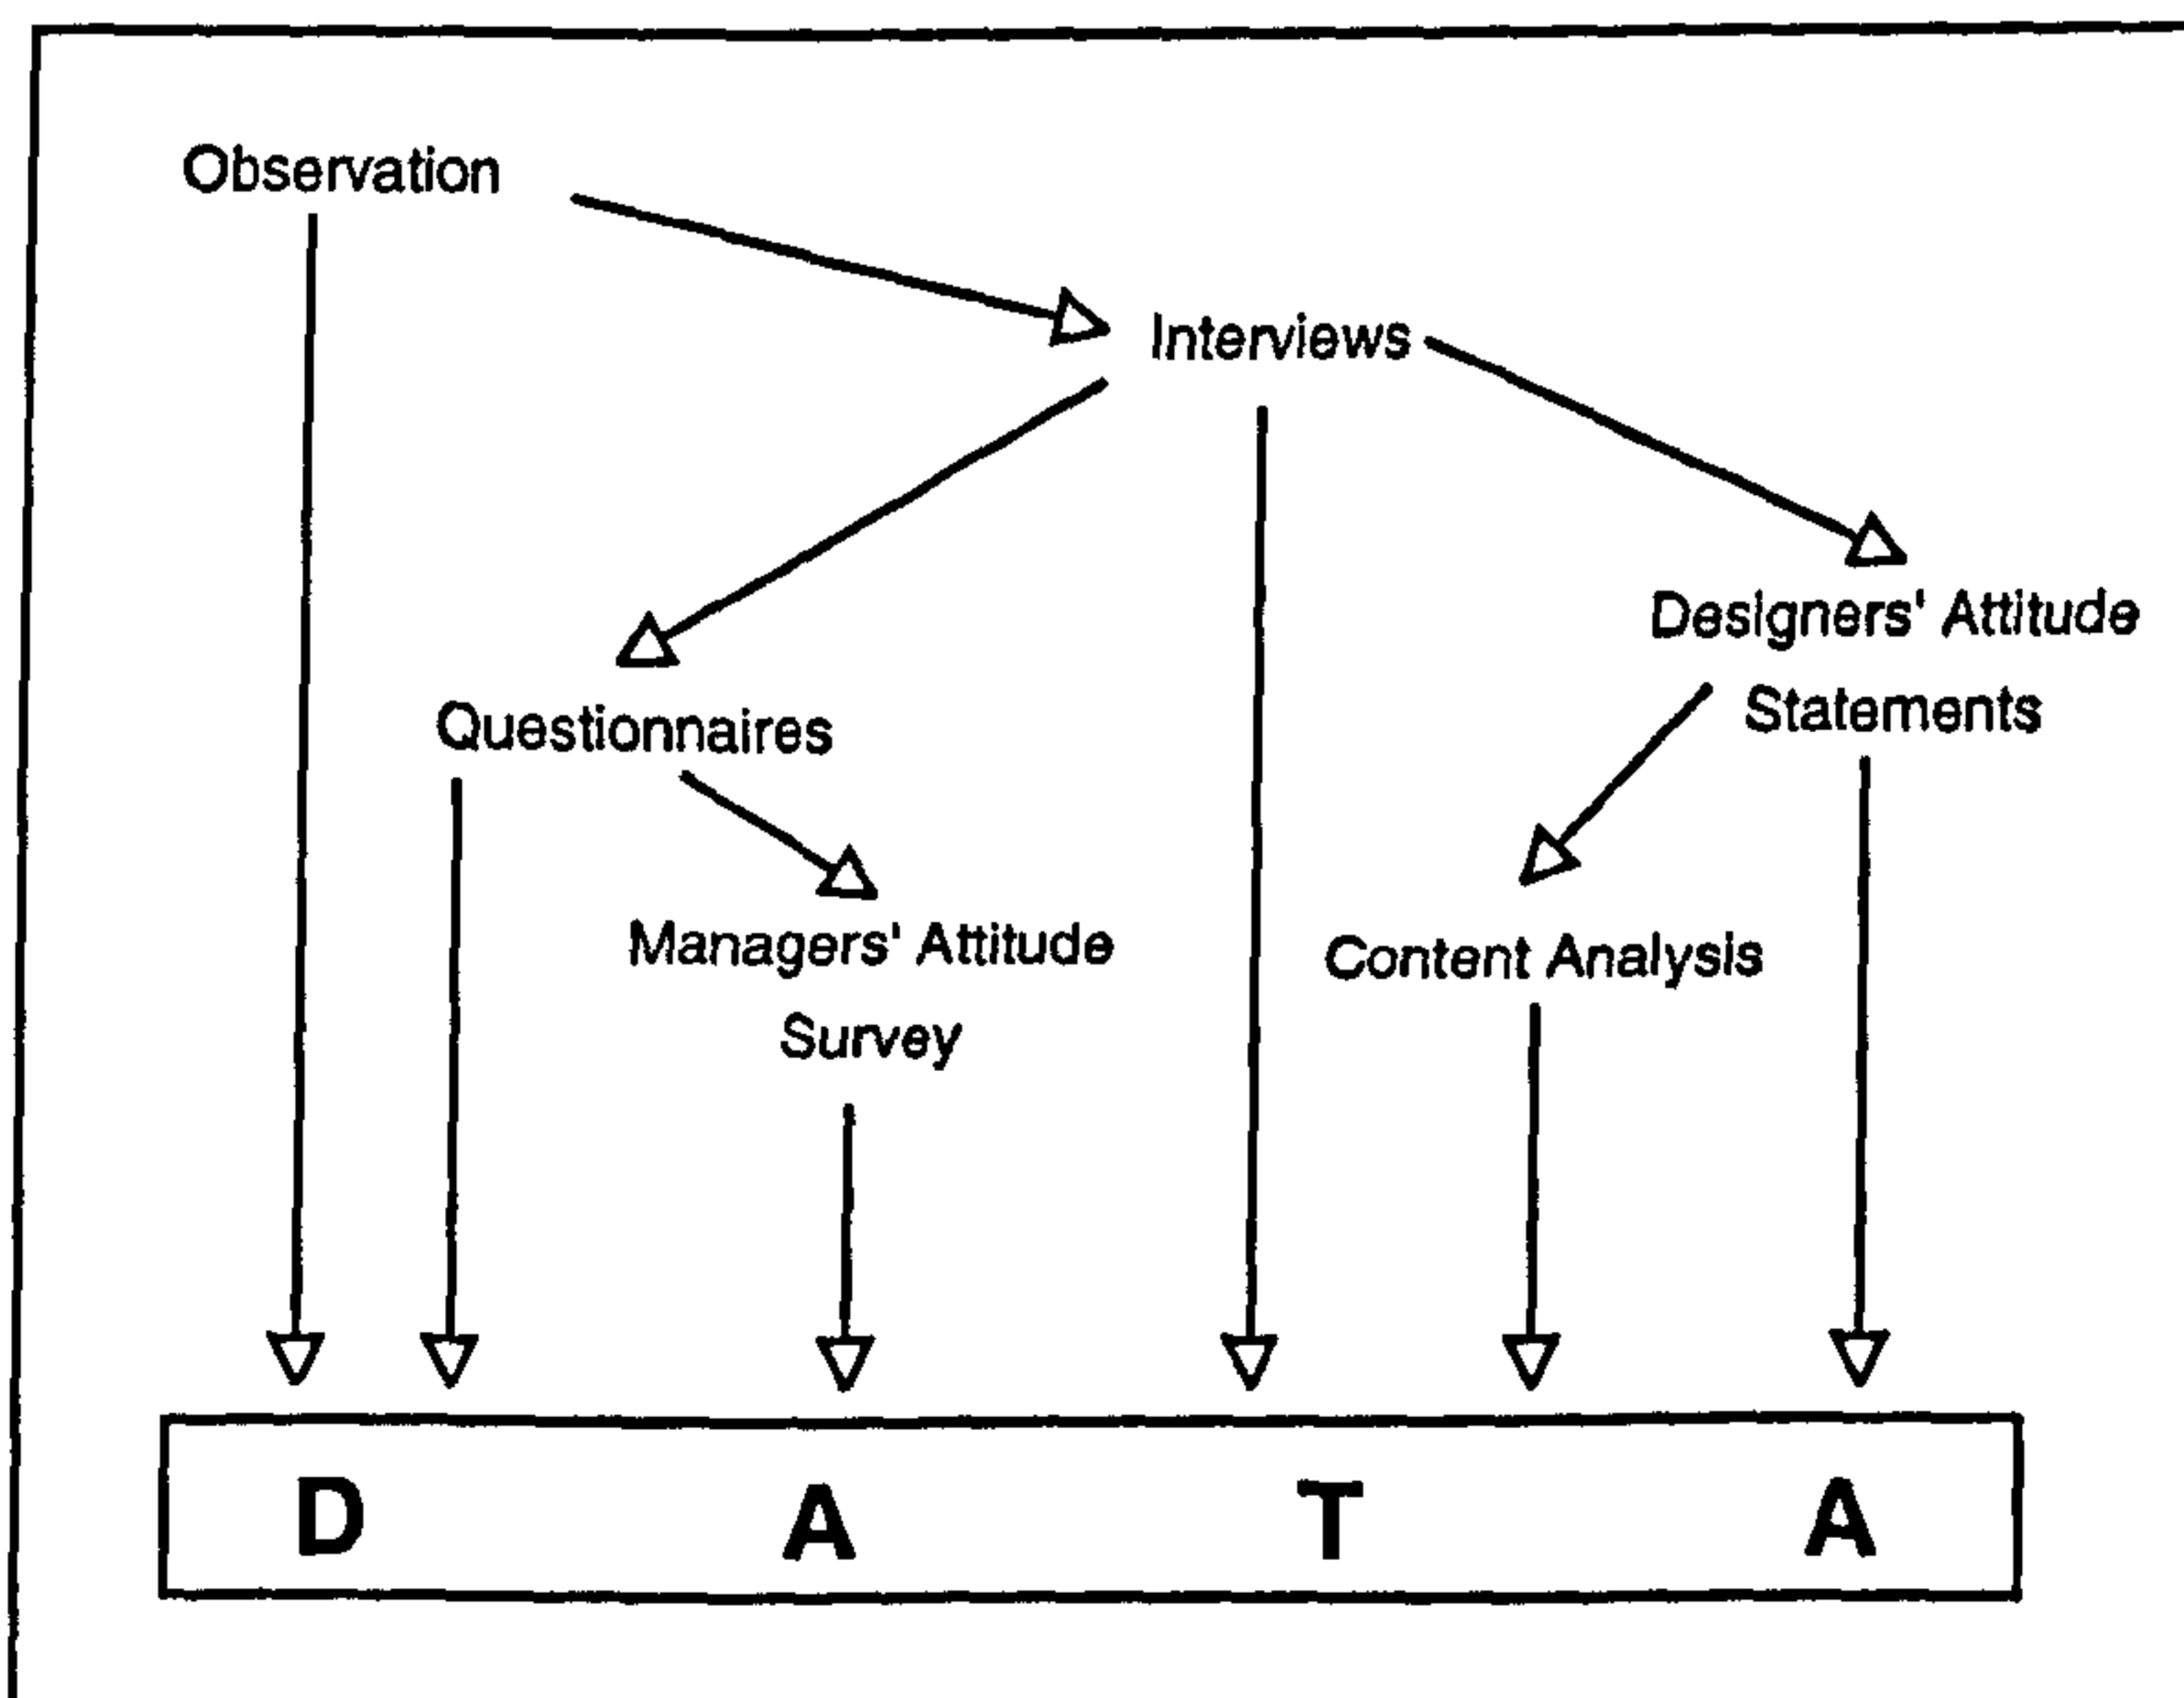 Observation
Interviews
Designers' Attitude
Statements
Questionnaires
Managers' Attitude
Survey
Content Analysis
D A T A